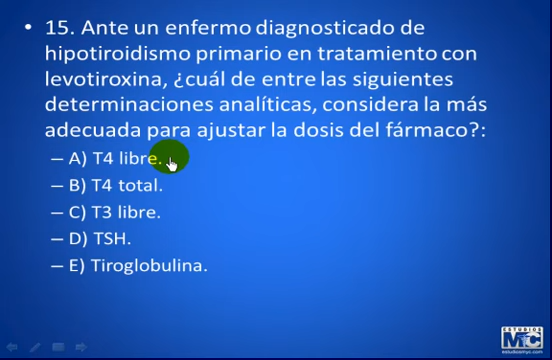 • 15. Ante un enfermo diagnosticado de
hipotiroidismo primario en tratamiento con
levotiroxina, ¿cuál de entre las siguientes
determinaciones analíticas, considera la más
adecuada para ajustar la dosis del fármaco?:
– A) T4 libre.
– B) T4 total.
– C) T3 libre.
– D) TSH.
– E) Tiroglobulina.
ESTUDIOS
MyC
estudiosmyc.com